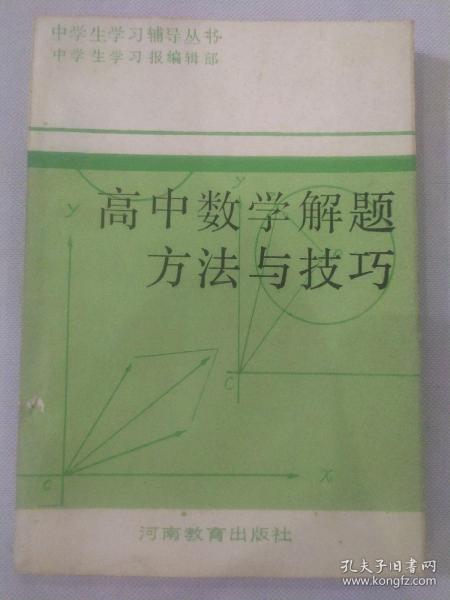 中学生学习辅导丛书
中学生学习报编辑部
高中数学解题
方法与技巧
y
y
C
C
x
河南教育出版社
孔夫子旧书网
www.kongfz.com